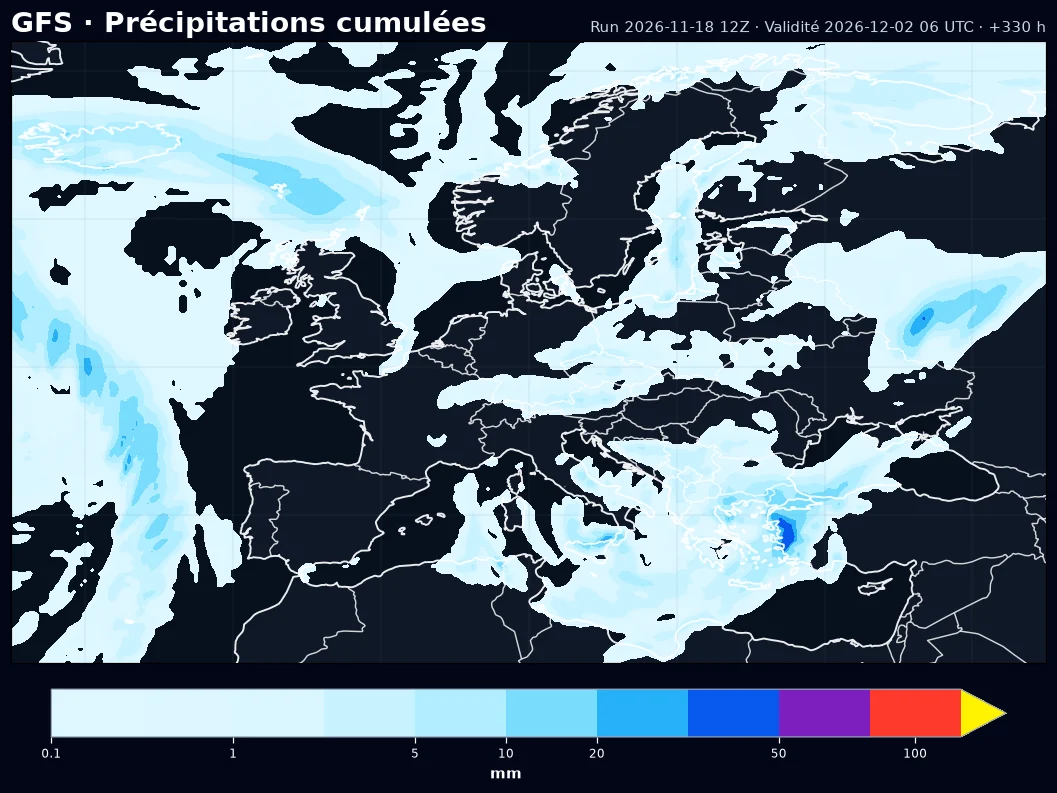 GFS · Précipitations cumulées
Run 2026-11-18 12Z · Validité 2026-12-02 06 UTC · +330 h
0.1 1 5 10 20 50 100
mm